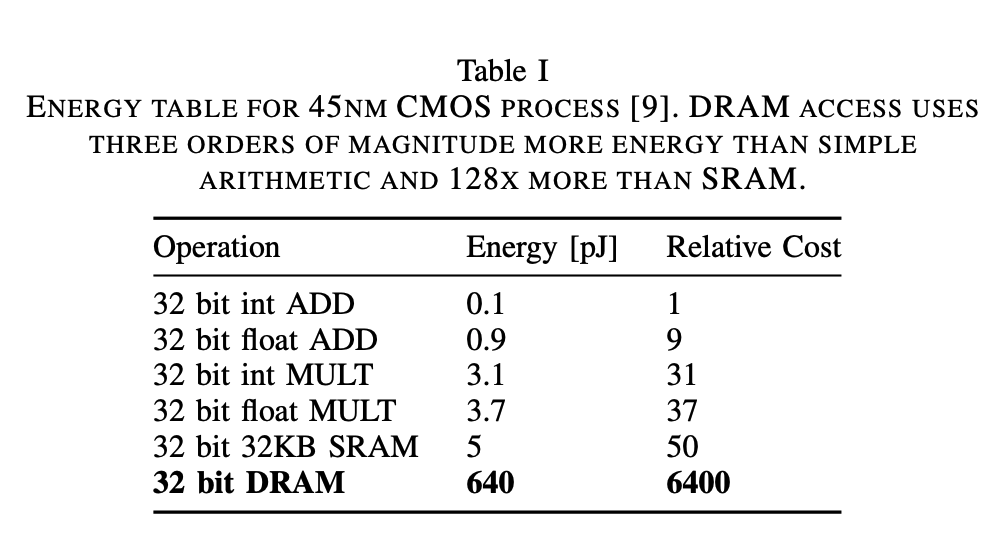 Table I
ENERGY TABLE FOR 45NM CMOS PROCESS [9]. DRAM ACCESS USES
THREE ORDERS OF MAGNITUDE MORE ENERGY THAN SIMPLE
ARITHMETIC AND 128X MORE THAN SRAM.
Operation Energy [pJ] Relative Cost
32 bit int ADD 0.1 1
32 bit float ADD 0.9 9
32 bit int MULT 3.1 31
32 bit float MULT 3.7 37
32 bit 32KB SRAM 5 50
32 bit DRAM 640 6400